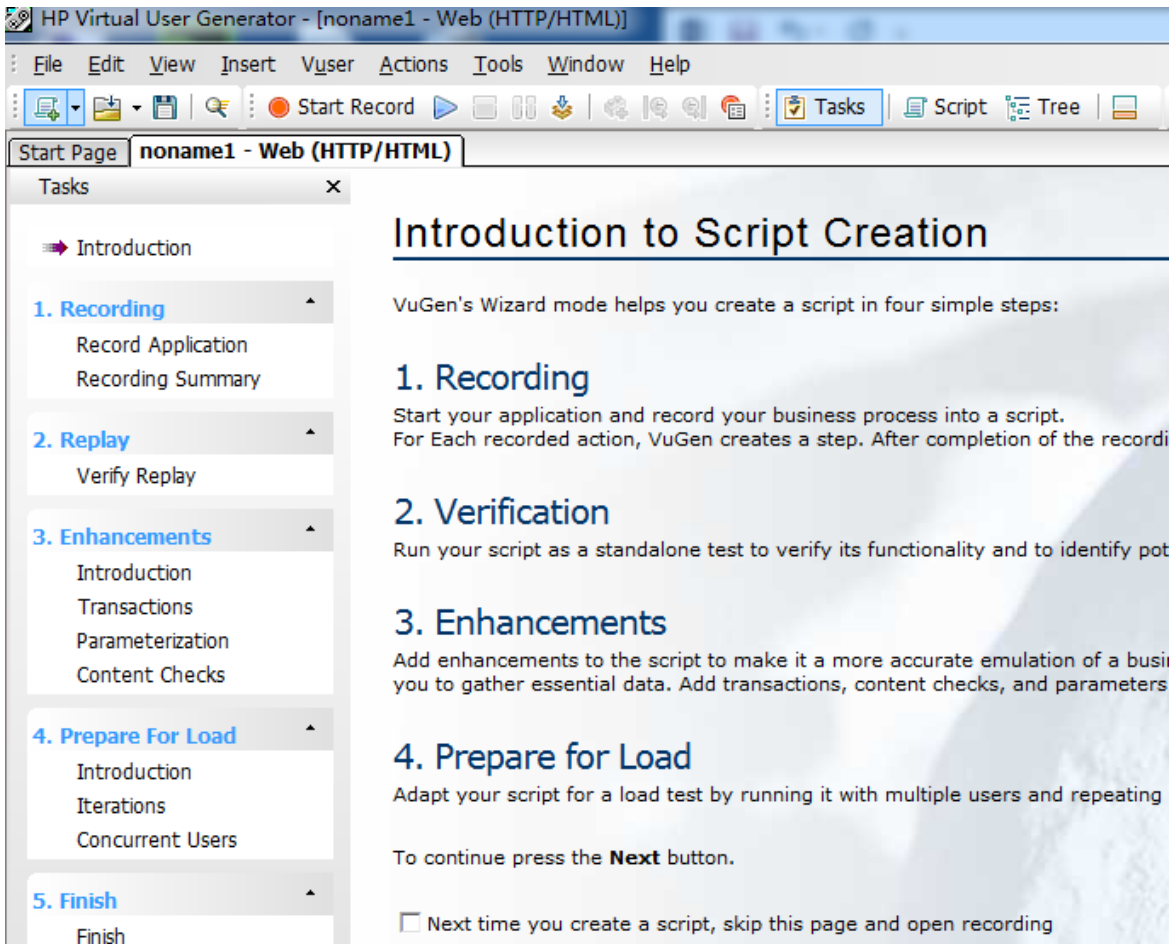 HP Virtual User Generator - [noname1 - Web (HTTP/HTML)]
File Edit View Insert Vuser Actions Tools Window Help
Start Record Tasks Script Tree
Start Page noname1 - Web (HTTP/HTML)
Tasks
Introduction
1. Recording
Record Application
Recording Summary
2. Replay
Verify Replay
3. Enhancements
Introduction
Transactions
Parameterization
Content Checks
4. Prepare For Load
Introduction
Iterations
Concurrent Users
5. Finish
Finish
Introduction to Script Creation
VuGen's Wizard mode helps you create a script in four simple steps:
1. Recording
Start your application and record your business process into a script.
For Each recorded action, VuGen creates a step. After completion of the recordi
2. Verification
Run your script as a standalone test to verify its functionality and to identify pot
3. Enhancements
Add enhancements to the script to make it a more accurate emulation of a busi
you to gather essential data. Add transactions, content checks, and parameters
4. Prepare for Load
Adapt your script for a load test by running it with multiple users and repeating
To continue press the Next button.
Next time you create a script, skip this page and open recording